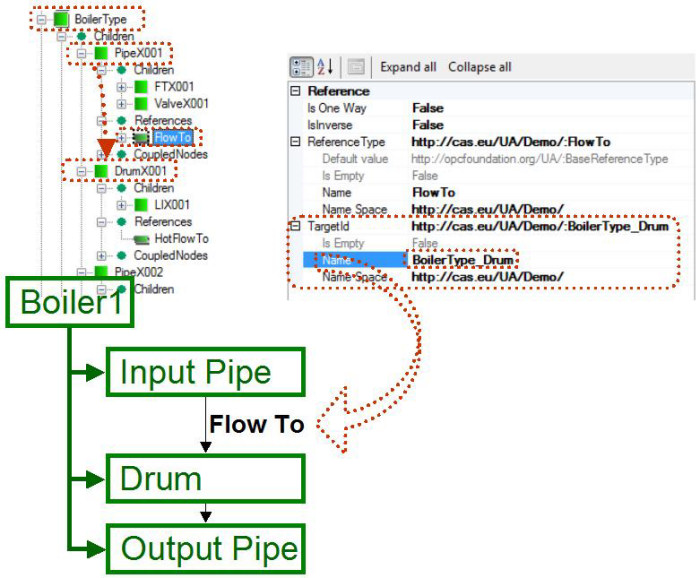 BoilerType
Children
PipeX001
Children
FTX001
ValveX001
References
FlowTo
CoupledNodes
DrumX001
Children
LIX001
References
HotFlowTo
CoupledNodes
PipeX002
Children
Expand all Collapse all
Reference
Is One Way False
IsInverse False
ReferenceType http://cas.eu/UA/Demo/:FlowTo
Default value http://opcfoundation.org/UA/:BaseReferenceType
Is Empty False
Name FlowTo
Name Space http://cas.eu/UA/Demo/
TargetId http://cas.eu/UA/Demo/:BoilerType_Drum
Is Empty False
Name BoilerType_Drum
Name Space http://cas.eu/UA/Demo/
Boiler1
Input Pipe
Flow To
Drum
Output Pipe